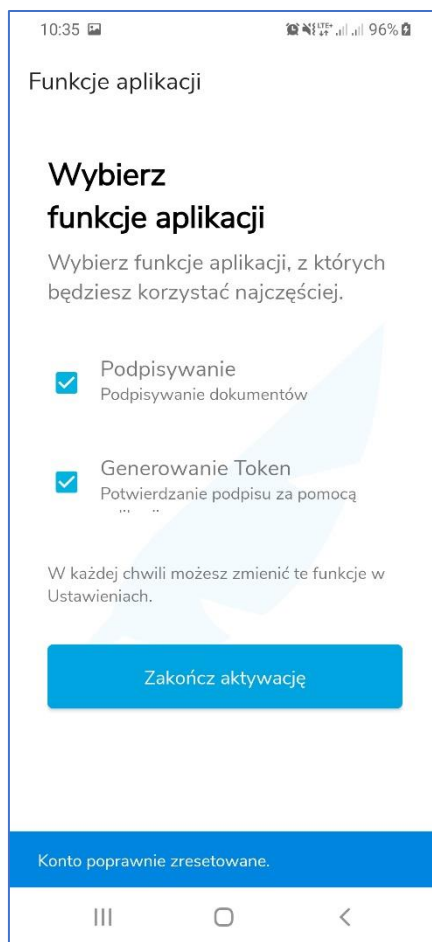 10:35 LTE+ 96%
Funkcje aplikacji
Wybierz
funkcje aplikacji
Wybierz funkcje aplikacji, z których
będziesz korzystać najczęściej.
Podpisywanie
Podpisywanie dokumentów
Generowanie Token
Potwierdzanie podpisu za pomocą
W każdej chwili możesz zmienić te funkcje w
Ustawieniach.
Zakończ aktywację
Konto poprawnie zresetowane.